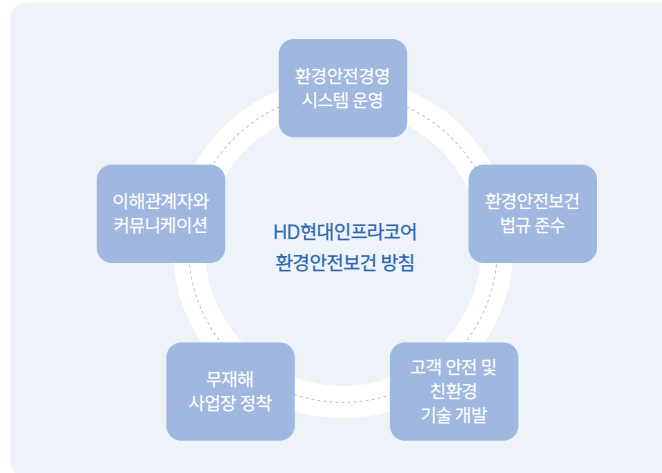 환경안전경영
시스템 운영
이해관계자와
커뮤니케이션
환경안전보건
법규 준수
HD현대인프라코어
환경안전보건 방침
무재해
사업장 정착
고객 안전 및
친환경
기술 개발